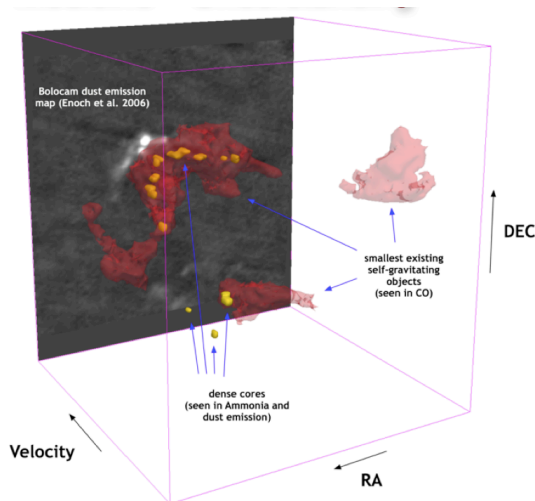 Bolocam dust emission
map (Enoch et al. 2006)
DEC
smallest existing
self-gravitating
objects
(seen in CO)
dense cores
(seen in Ammonia and
dust emission)
Velocity
RA